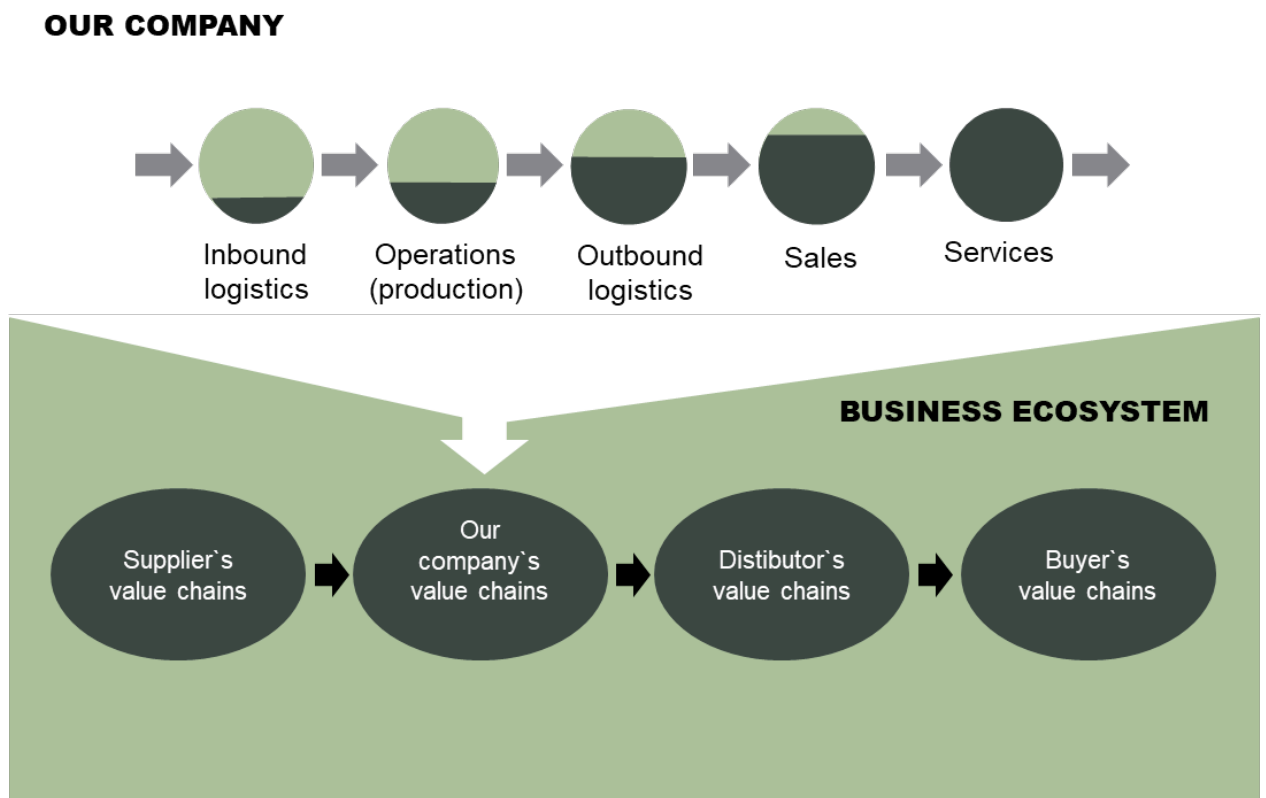 OUR COMPANY
Inbound
logistics
Operations
(production)
Outbound
logistics
Sales
Services
BUSINESS ECOSYSTEM
Supplier`s
value chains
Our
company`s
value chains
Distibutor`s
value chains
Buyer`s
value chains